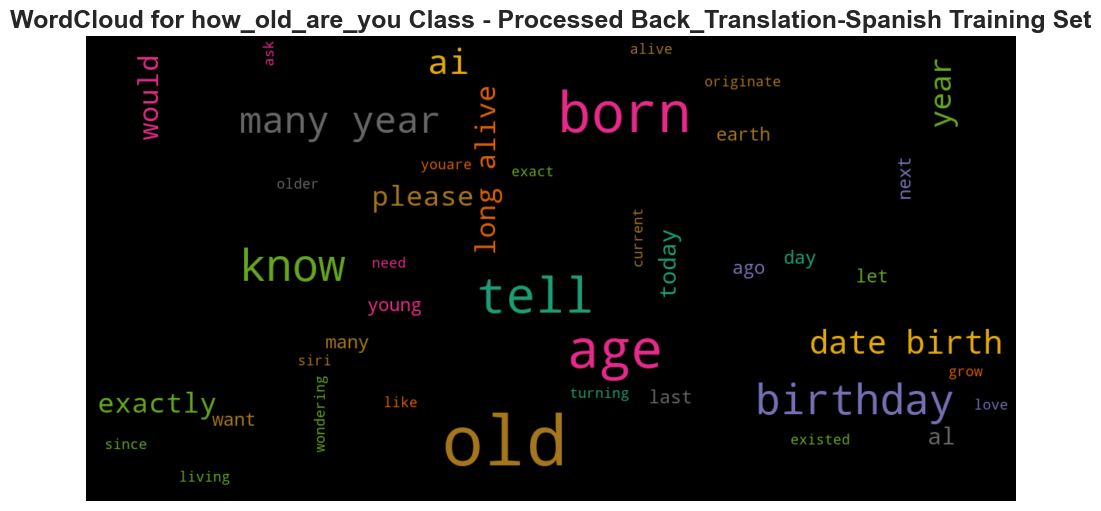 WordCloud for how_old_are_you Class - Processed Back_Translation-Spanish Training Set
would
ask
ai
alive
originate
year
many year
long alive
born
earth
youare
exact
next
older
please
current
today
know
need
ago
day
let
young
tell
many
siri
age
date birth
grow
exactly
want
wondering
like
turning
last
birthday
love
since
old
existed
al
living